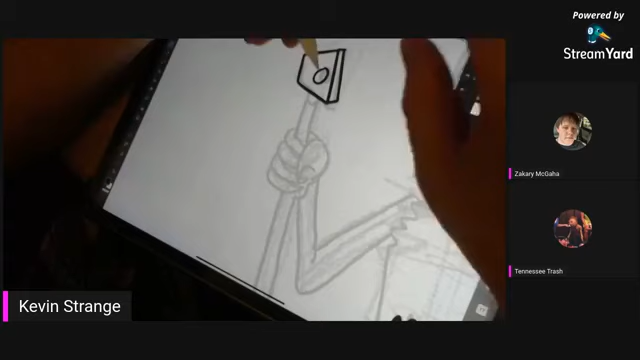 Powered by
StreamYard
Zakary McGaha
Tennessee Trash
Kevin Strange